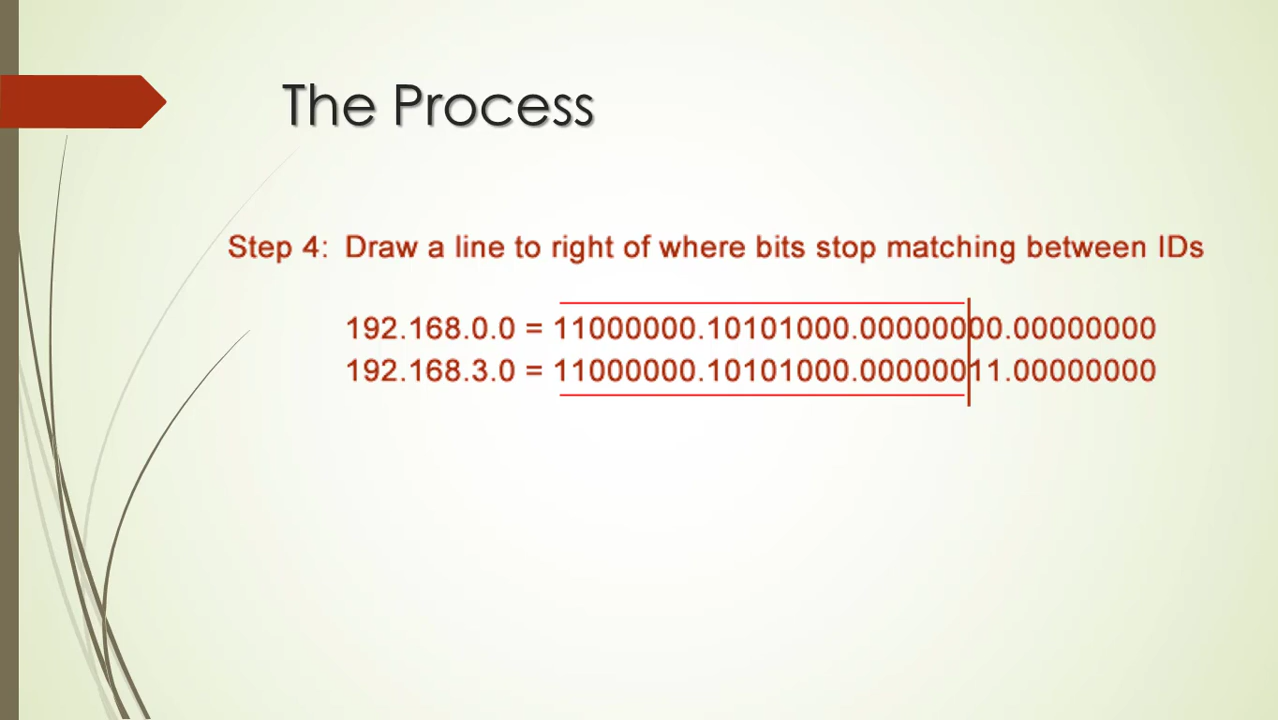 The Process
Step 4: Draw a line to right of where bits stop matching between IDs
192.168.0.0 = 11000000.10101000.00000000.00000000
192.168.3.0 = 11000000.10101000.00000011.00000000